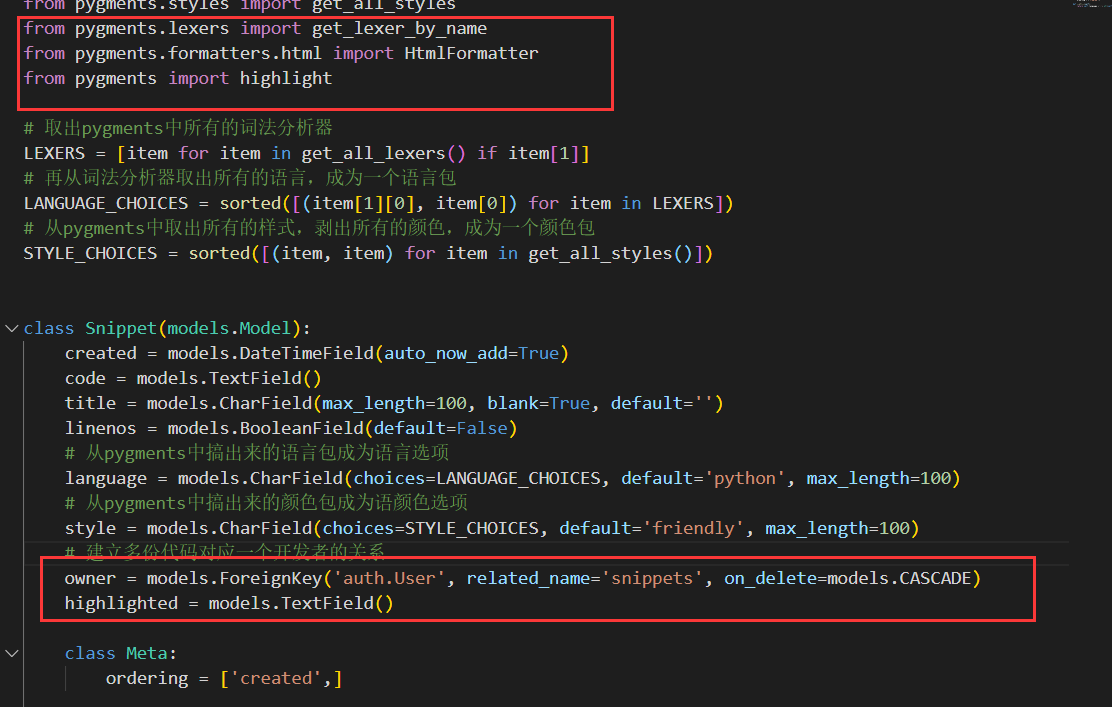 from pygments.styles import get_all_styles
from pygments.lexers import get_lexer_by_name
from pygments.formatters.html import HtmlFormatter
from pygments import highlight
# 取出pygments中所有的词法分析器
LEXERS = [item for item in get_all_lexers() if item[1]]
# 再从词法分析器取出所有的语言，成为一个语言包
LANGUAGE_CHOICES = sorted([(item[1][0], item[0]) for item in LEXERS])
# 从pygments中取出所有的样式，剥出所有的颜色，成为一个颜色包
STYLE_CHOICES = sorted([(item, item) for item in get_all_styles()])
class Snippet(models.Model):
    created = models.DateTimeField(auto_now_add=True)
    code = models.TextField()
    title = models.CharField(max_length=100, blank=True, default='')
    linenos = models.BooleanField(default=False)
    # 从pygments中搞出来的语言包成为语言选项
    language = models.CharField(choices=LANGUAGE_CHOICES, default='python', max_length=100)
    # 从pygments中搞出来的颜色包成为语颜色选项
    style = models.CharField(choices=STYLE_CHOICES, default='friendly', max_length=100)
    # 建立多份代码对应一个开发者的关系
    owner = models.ForeignKey('auth.User', related_name='snippets', on_delete=models.CASCADE)
    highlighted = models.TextField()
    class Meta:
        ordering = ['created',]